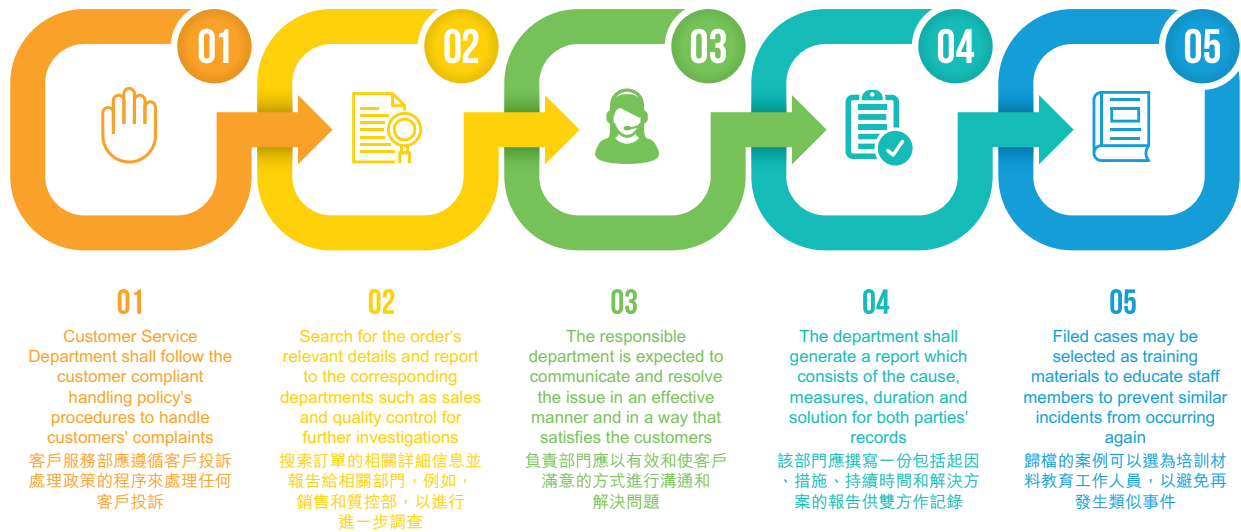 01
02
03
04
05
01
Customer Service
Department shall follow the
customer compliant
handling policy's
procedures to handle
customers' complaints
客戶服務部應遵循客戶投訴
處理政策的程序來處理任何
客戶投訴
02
Search for the order's
relevant details and report
to the corresponding
departments such as sales
and quality control for
further investigations
搜索訂單的相關詳細信息並
報告給相關部門，例如，
銷售和質控部，以進行
進一步調查
03
The responsible
department is expected to
communicate and resolve
the issue in an effective
manner and in a way that
satisfies the customers
負責部門應以有效和使客戶
滿意的方式進行溝通和
解決問題
04
The department shall
generate a report which
consists of the cause,
measures, duration and
solution for both parties'
records
該部門應撰寫一份包括起因
、措施、持續時間和解決方
案的報告供雙方作記錄
05
Filed cases may be
selected as training
materials to educate staff
members to prevent similar
incidents from occurring
again
歸檔的案例可以選為培訓材
料教育工作人員，以避免再
發生類似事件